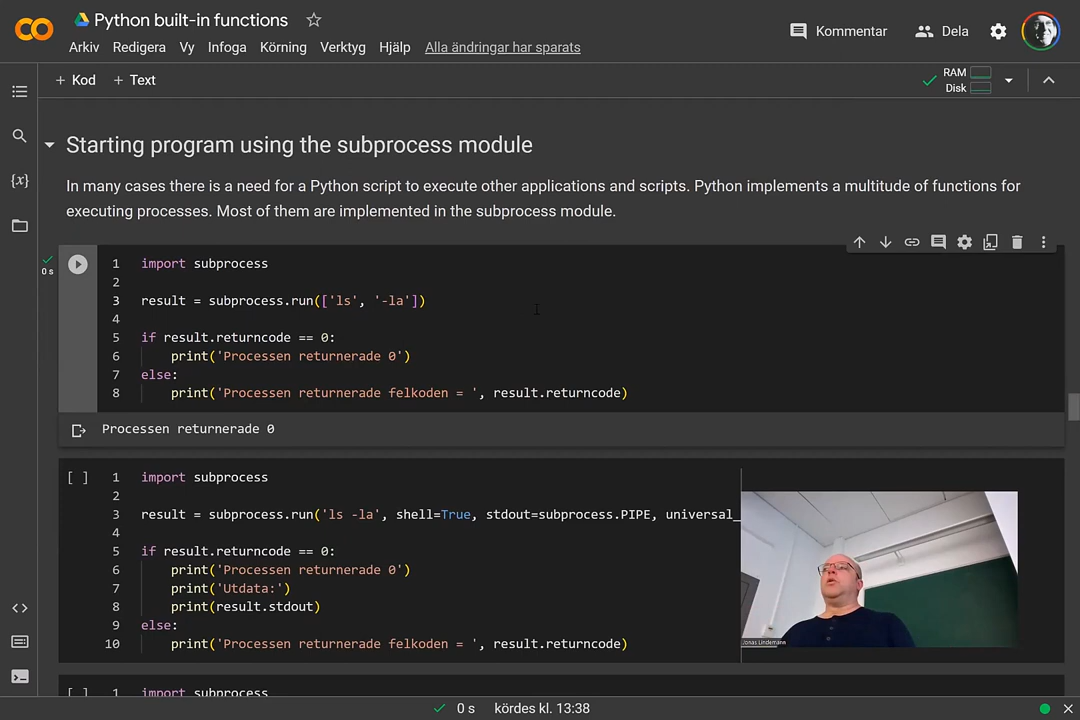 Python built-in functions
Arkiv Redigera Vy Infoga Körning Verktyg Hjälp Alla ändringar har sparats
Kommentar Dela
+ Kod + Text
RAM
Disk
Starting program using the subprocess module
In many cases there is a need for a Python script to execute other applications and scripts. Python implements a multitude of functions for
executing processes. Most of them are implemented in the subprocess module.
0 s
1 import subprocess
2
3 result = subprocess.run(['ls', '-la'])
4
5 if result.returncode == 0:
6 print('Processen returnerade 0')
7 else:
8 print('Processen returnerade felkoden = ', result.returncode)
Processen returnerade 0
[ ] 1 import subprocess
2
3 result = subprocess.run('ls -la', shell=True, stdout=subprocess.PIPE, universal_
4
5 if result.returncode == 0:
6 print('Processen returnerade 0')
7 print('Utdata:')
8 print(result.stdout)
9 else:
10 print('Processen returnerade felkoden = ', result.returncode)
Jonas Lindemann
[ ] 1 import subprocess
0 s kördes kl. 13:38